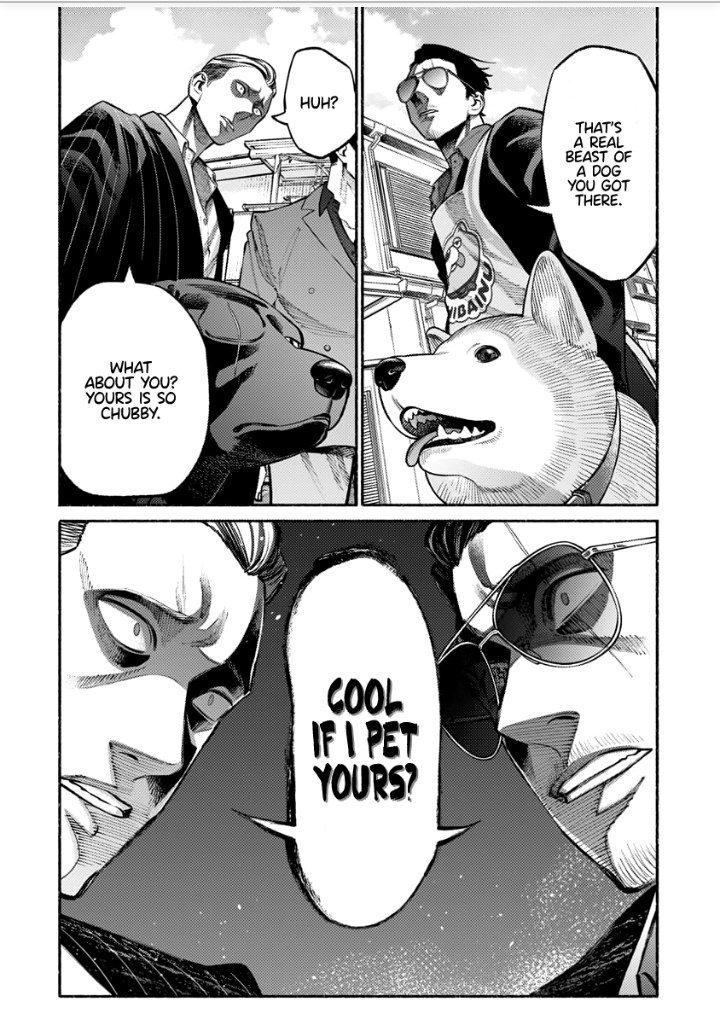 THAT'S
A REAL
BEAST OF
A DOG
YOU GOT
THERE.
HIBAINU
HUH?
WHAT
ABOUT YOU?
YOURS IS SO
CHUBBY.
COOL
IF I PET
YOURS?